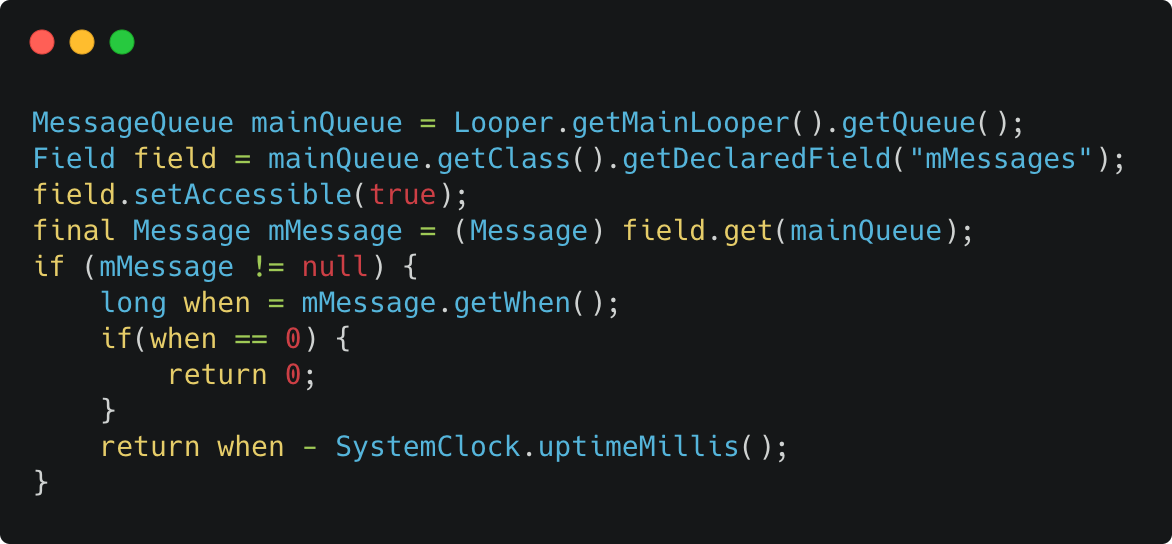 MessageQueue mainQueue = Looper.getMainLooper().getQueue();
Field field = mainQueue.getClass().getDeclaredField("mMessages");
field.setAccessible(true);
final Message mMessage = (Message) field.get(mainQueue);
if (mMessage != null) {
    long when = mMessage.getWhen();
    if(when == 0) {
        return 0;
    }
    return when - SystemClock.uptimeMillis();
}